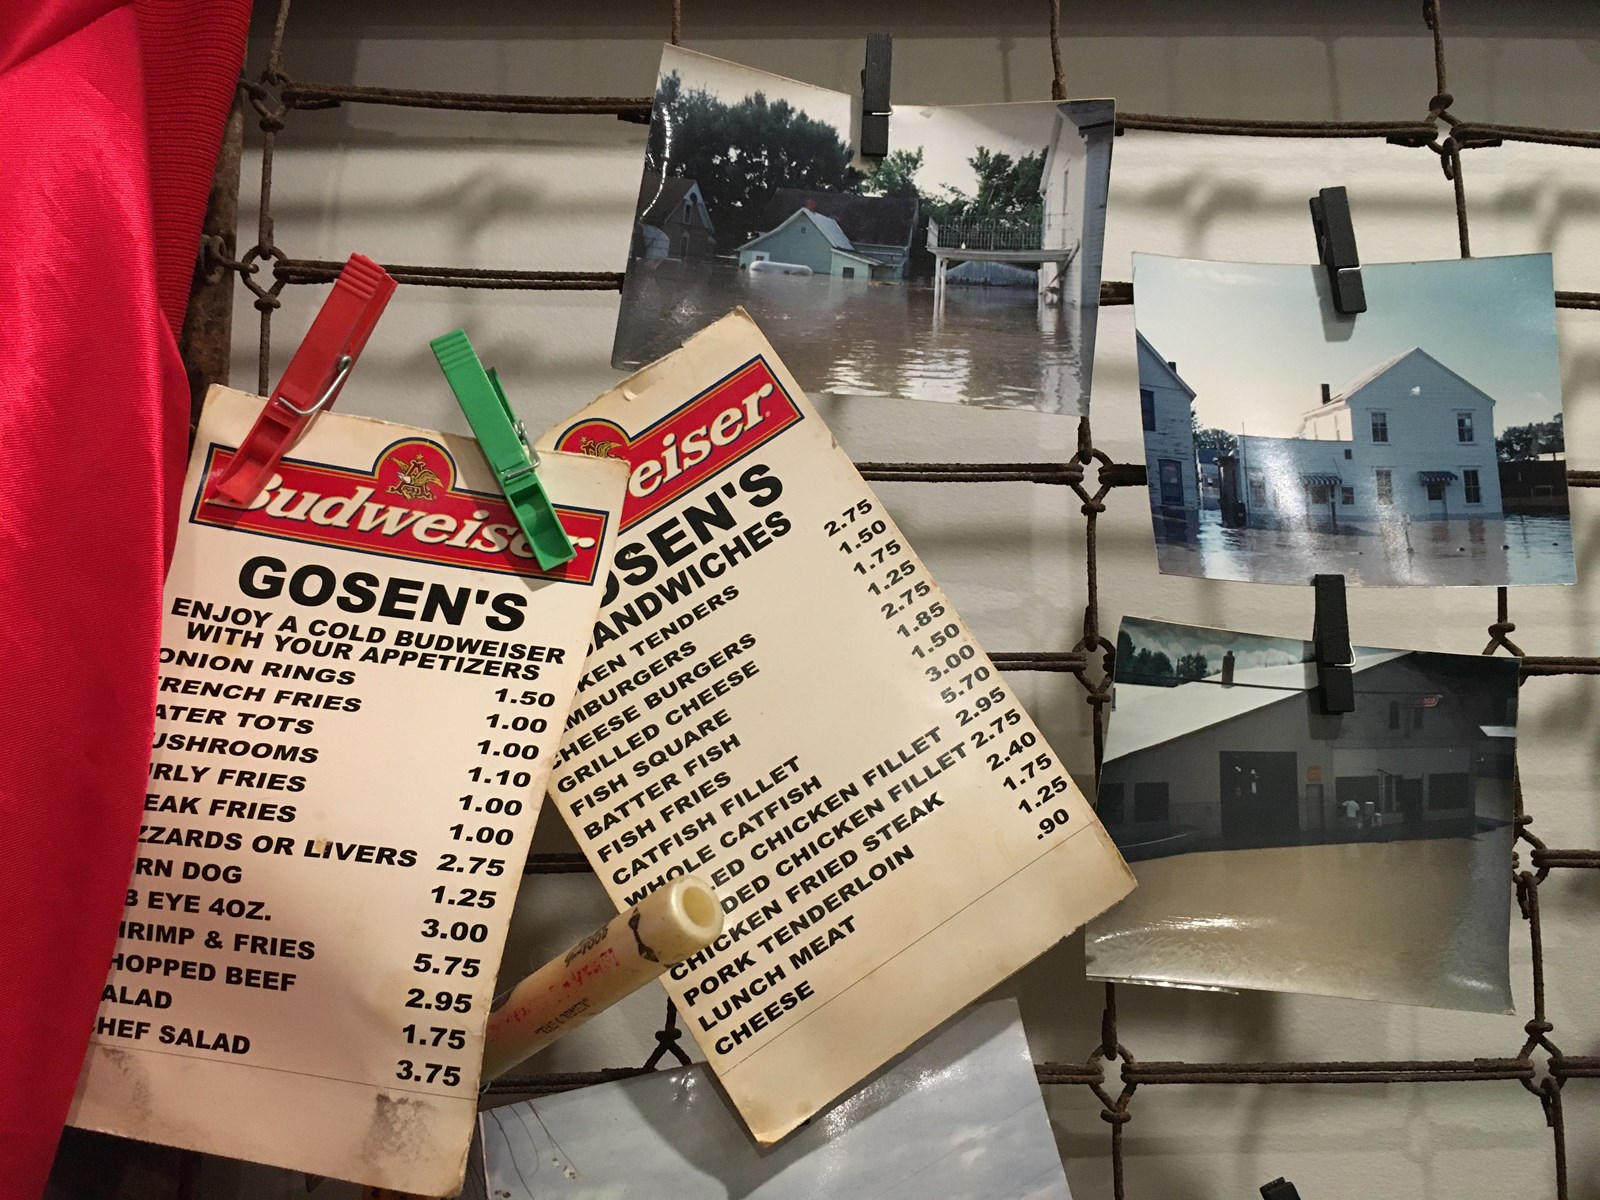 Budweiser
GOSEN'S
ENJOY A COLD BUDWEISER
WITH YOUR APPETIZERS
ONION RINGS 1.50
FRENCH FRIES 1.00
ATER TOTS 1.00
USHROOMS 1.10
URLY FRIES 1.00
EAK FRIES 1.00
ZZARDS OR LIVERS 2.75
RN DOG 1.25
B EYE 4OZ. 3.00
HRIMP & FRIES 5.75
HOPPED BEEF 2.95
ALAD 1.75
CHEF SALAD 3.75
eiser
OSEN'S
ANDWICHES
KEN TENDERS 2.75
MBURGERS 1.50
CHEESE BURGERS 1.75
GRILLED CHEESE 1.25
FISH SQUARE 2.75
BATTER FISH 1.85
FISH FRIES 1.50
CATFISH FILLET 3.00
WHOLE CATFISH 5.70
ED CHICKEN FILLET 2.95
DED CHICKEN FILLET 2.75
CHICKEN FRIED STEAK 2.40
PORK TENDERLOIN 1.75
LUNCH MEAT 1.25
CHEESE .90